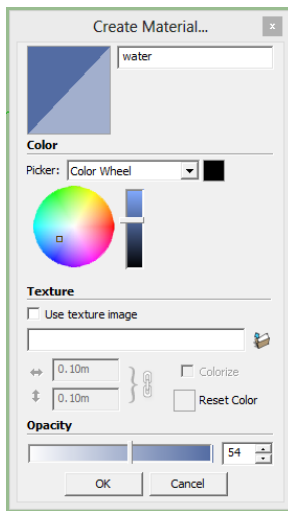 Create Material...
x
water
Color
Picker: Color Wheel
Texture
Use texture image
0.10m
Colorize
0.10m
Reset Color
Opacity
54
OK Cancel